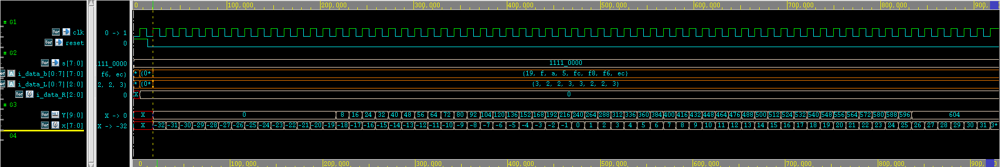 0 100,000 200,000 300,000 400,000 500,000 600,000 700,000 800,000 900,
= G1
Ver clk 0 -> 1
Ver reset 0
= G2
Ver s[7:0] .111_0000 1111_0000
er A i_data_b[0:7][7:0] f6, ec} * {0* {19, f, a, 5, fc, f8, f6, ec}
er A i_data_L[0:7][2:0] 2, 2, 3} * {0* {3, 2, 2, 3, 3, 2, 2, 3}
Ver i_data_R[2:0] 0 X 0
= G3
Ver NET Y[9:0] X -> 0 X 0 8 16 24 32 40 48 56 64 72 80 92 104 120 136 152 168 192 216 240 264 288 312 336 360 384 400 416 432 448 464 476 488 500 512 524 532 540 548 556 564 572 580 588 596 604
Ver x[7:0] X -> -32 X -32 -31 -30 -29 -28 -27 -26 -25 -24 -23 -22 -21 -20 -19 -18 -17 -16 -15 -14 -13 -12 -11 -10 -9 -8 -7 -6 -5 -4 -3 -2 -1 0 1 2 3 4 5 6 7 8 9 10 11 12 13 14 15 16 17 18 19 20 21 22 23 24 25 26 27 28 29 30 31 3*
G4
0 100,000 200,000 300,000 400,000 500,000 600,000 700,000 800,000 900, 0